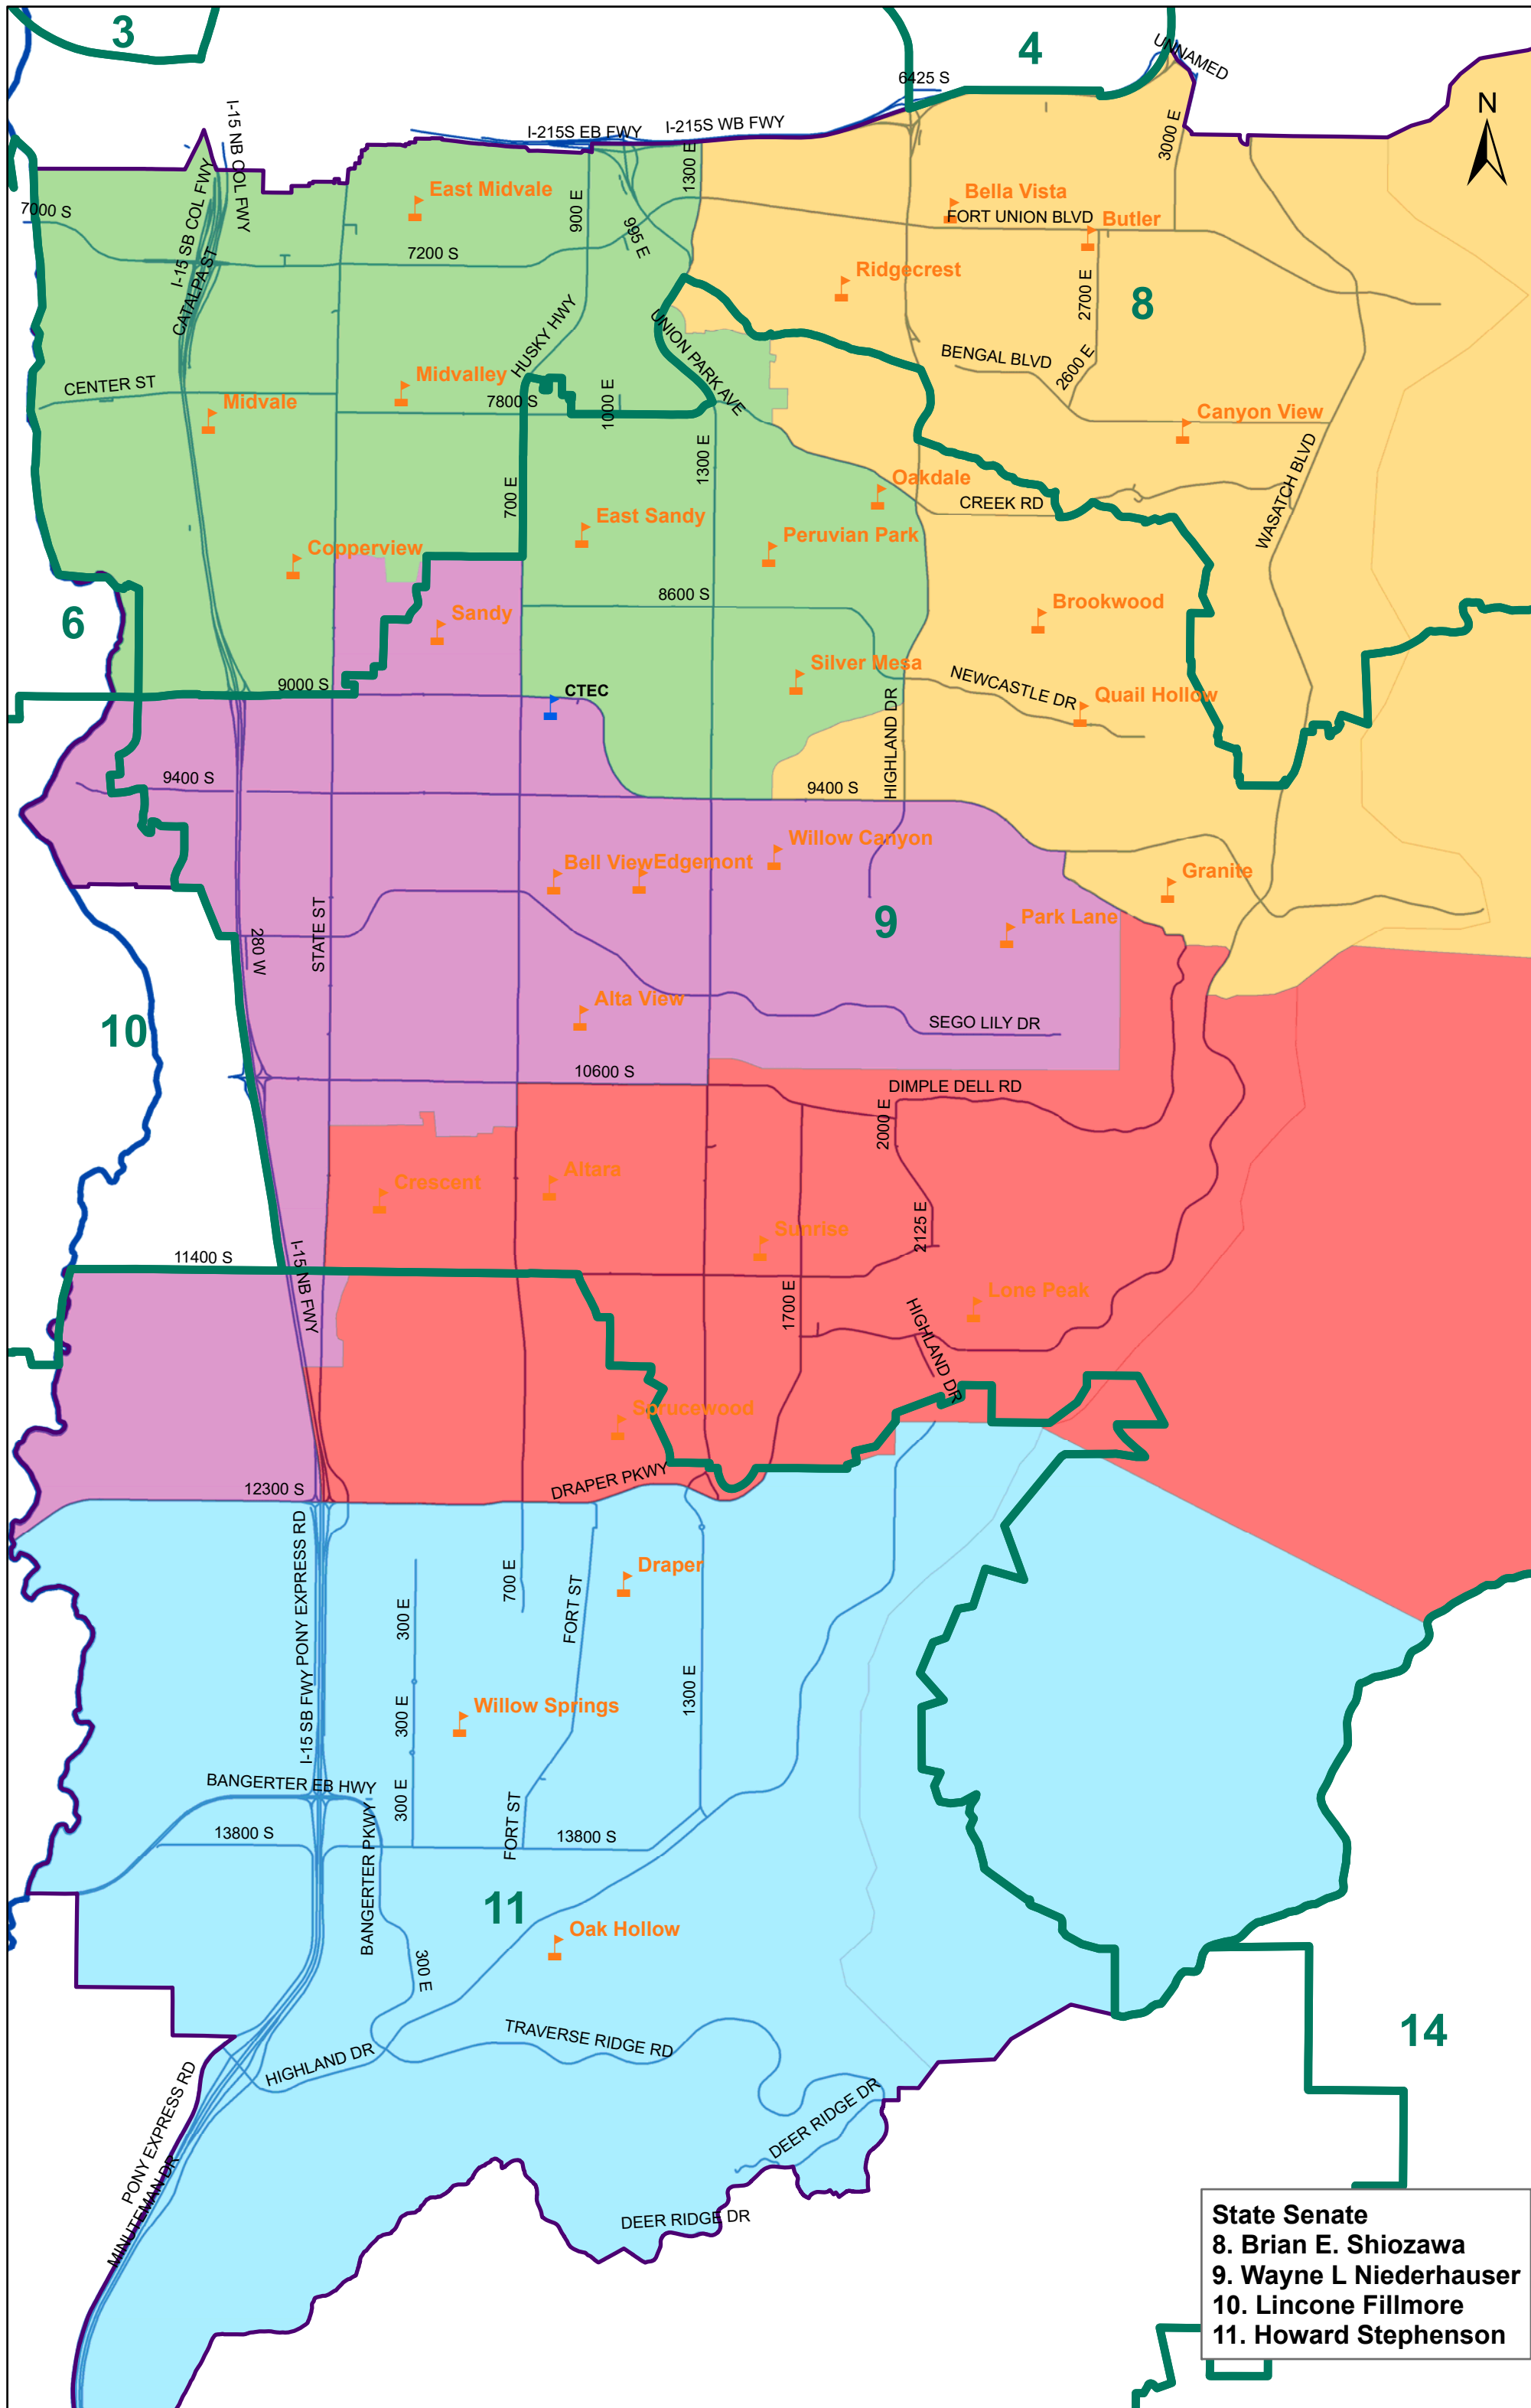 3
4
UNNAMED
6425 S
I-15 NB COL FWY
I-215S EB FWY
I-215S WB FWY
3000 E
N
1300 E
I-15 SB COL FWY
East Midvale
900 E
Bella Vista
FORT UNION BLVD
Butler
7000 S
995 E
7200 S
CATALPA ST
Ridgecrest
2700 E
8
HUSKY HWY
UNION PARK AVE
BENGAL BLVD
2600 E
CENTER ST
Midvalley
Midvale
7800 S
1000 E
Canyon View
1300 E
WASATCH BLVD
700 E
Oakdale
CREEK RD
East Sandy
Peruvian Park
Copperview
6
Sandy
8600 S
Brookwood
Silver Mesa
NEWCASTLE DR
Quail Hollow
9000 S
CTEC
HIGHLAND DR
9400 S
9400 S
Willow Canyon
Bell View
Edgemont
Granite
9
Park Lane
STATE ST
280 W
Alta View
10
SEGO LILY DR
10600 S
DIMPLE DELL RD
2000 E
Crescent
Altara
Sunrise
2125 E
11400 S
I-15 NB FWY
1700 E
Lone Peak
HIGHLAND DR
Sprucewood
12300 S
DRAPER PKWY
PONY EXPRESS RD
Draper
700 E
300 E
FORT ST
1300 E
Willow Springs
I-15 SB FWY
300 E
BANGERTER EB HWY
300 E
FORT ST
13800 S
13800 S
BANGERTER PKWY
11
Oak Hollow
300 E
TRAVERSE RIDGE RD
HIGHLAND DR
14
PONY EXPRESS RD
DEER RIDGE DR
MINUTEMAN DR
DEER RIDGE DR
State Senate
8. Brian E. Shiozawa
9. Wayne L Niederhauser
10. Lincone Fillmore
11. Howard Stephenson